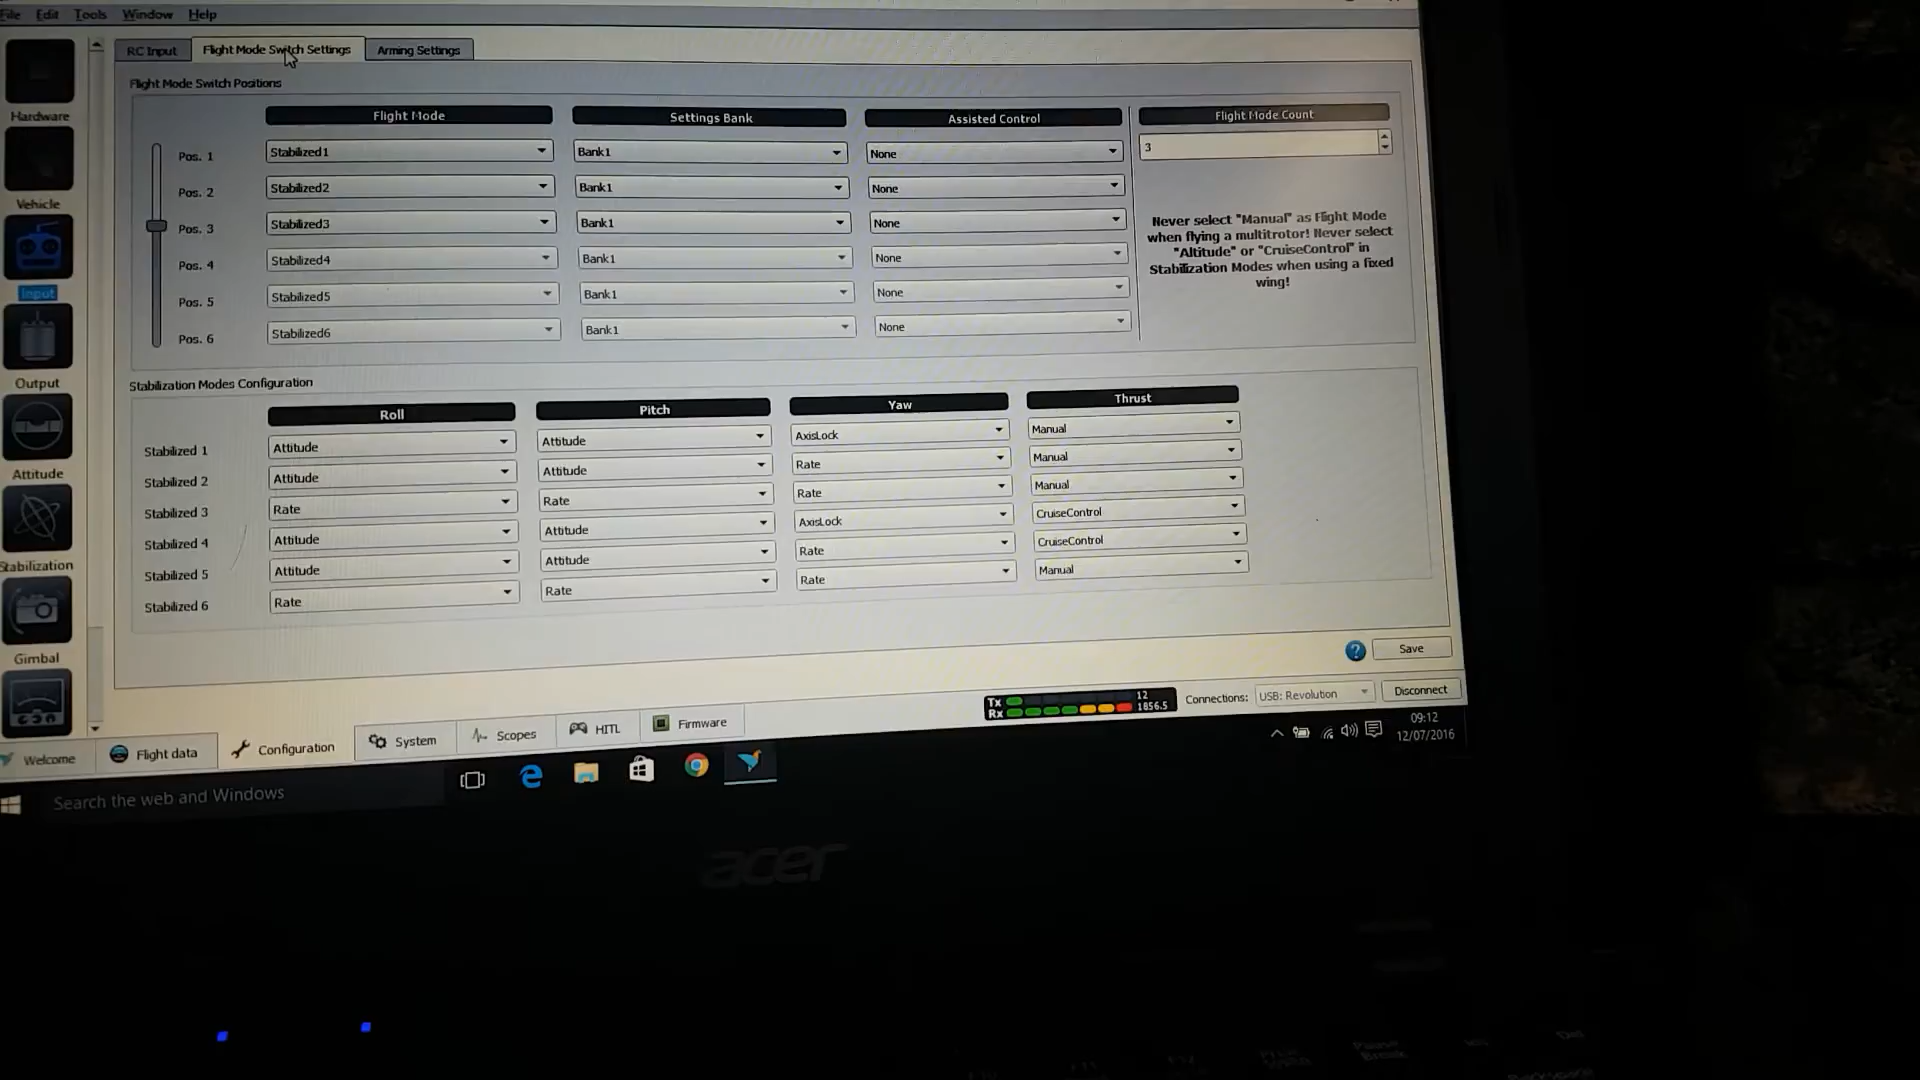 File Edit Tools Window Help
RC Input Flight Mode Switch Settings Arming Settings
Flight Mode Switch Positions
Flight Mode Settings Bank Assisted Control Flight Mode Count
Pos. 1 Stabilized1 Bank1 None 3
Pos. 2 Stabilized2 Bank1 None
Pos. 3 Stabilized3 Bank1 None
Pos. 4 Stabilized4 Bank1 None
Pos. 5 Stabilized5 Bank1 None
Pos. 6 Stabilized6 Bank1 None
Never select "Manual" as Flight Mode
when flying a multitrotor! Never select
"Altitude" or "CruiseControl" in
Stabilization Modes when using a fixed
wing!
Hardware
Vehicle
Input
Output
Attitude
Stabilization
Gimbal
Stabilization Modes Configuration
Roll Pitch Yaw Thrust
Stabilized 1 Attitude Attitude AxisLock Manual
Stabilized 2 Attitude Attitude Rate Manual
Stabilized 3 Rate Rate Rate Manual
Stabilized 4 Attitude Attitude AxisLock CruiseControl
Stabilized 5 Attitude Attitude Rate CruiseControl
Stabilized 6 Rate Rate Rate Manual
? Save
Tx 12
Rx 1856.5
Connections: USB: Revolution Disconnect
Welcome Flight data Configuration System Scopes HITL Firmware
09:12
12/07/2016
Search the web and Windows
acer
Pause
Break